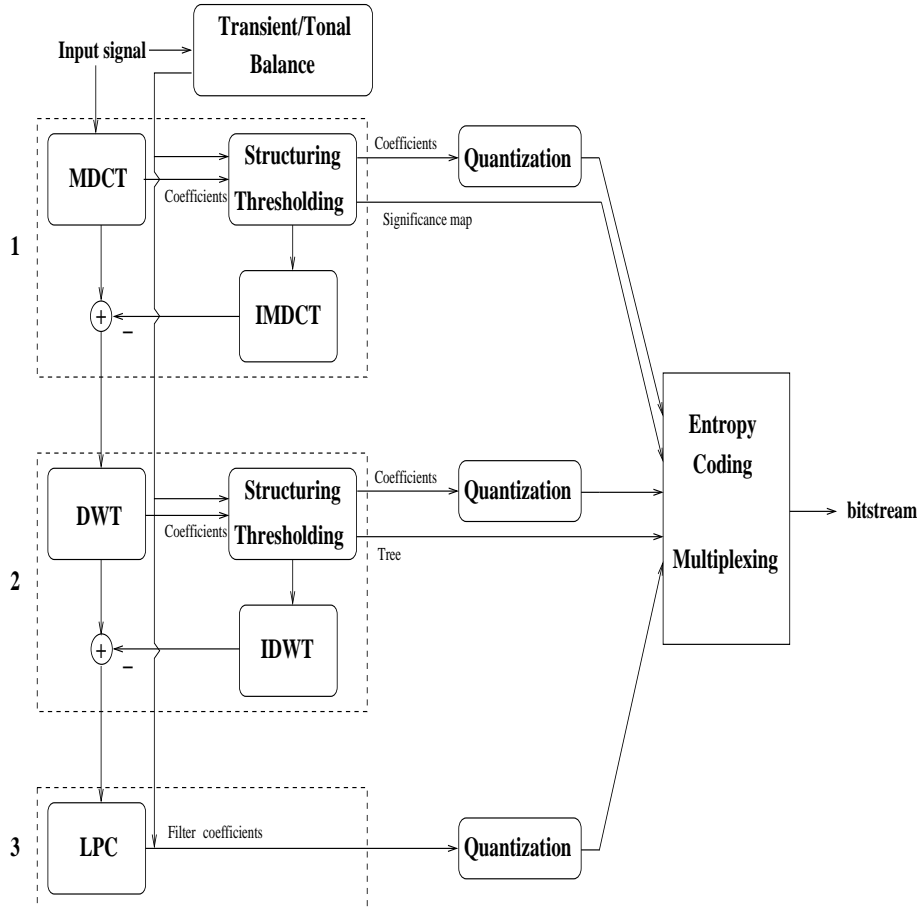 Input signal
Transient/Tonal
Balance
1
MDCT
Coefficients
Structuring
Thresholding
Coefficients
Quantization
Significance map
IMDCT
+
−
Entropy
Coding
Multiplexing
bitstream
2
DWT
Coefficients
Structuring
Thresholding
Coefficients
Quantization
Tree
IDWT
+
−
3
LPC
Filter coefficients
Quantization